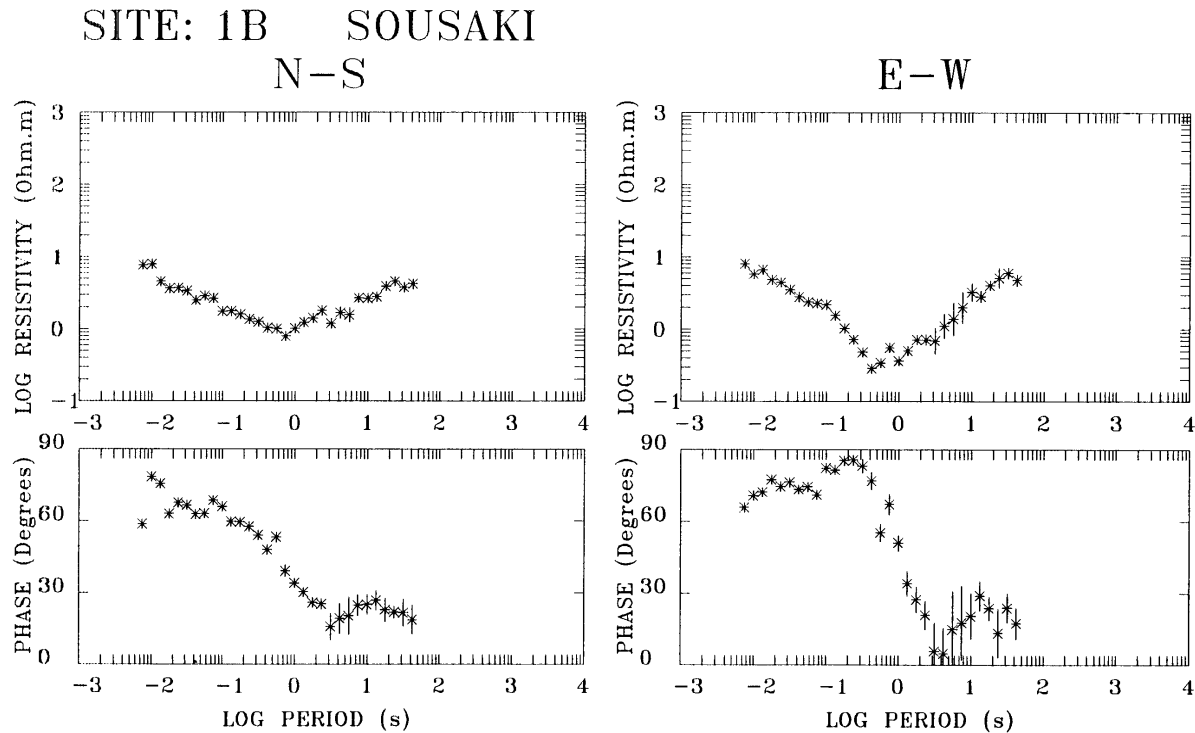 SITE: 1B SOUSAKI
N-S
E-W
LOG RESISTIVITY (Ohm.m)
3
2
1
0
-1
-3 -2 -1 0 1 2 3 4
LOG RESISTIVITY (Ohm.m)
3
2
1
0
-1
-3 -2 -1 0 1 2 3 4
PHASE (Degrees)
90
60
30
0
-3 -2 -1 0 1 2 3 4
LOG PERIOD (s)
PHASE (Degrees)
90
60
30
0
-3 -2 -1 0 1 2 3 4
LOG PERIOD (s)